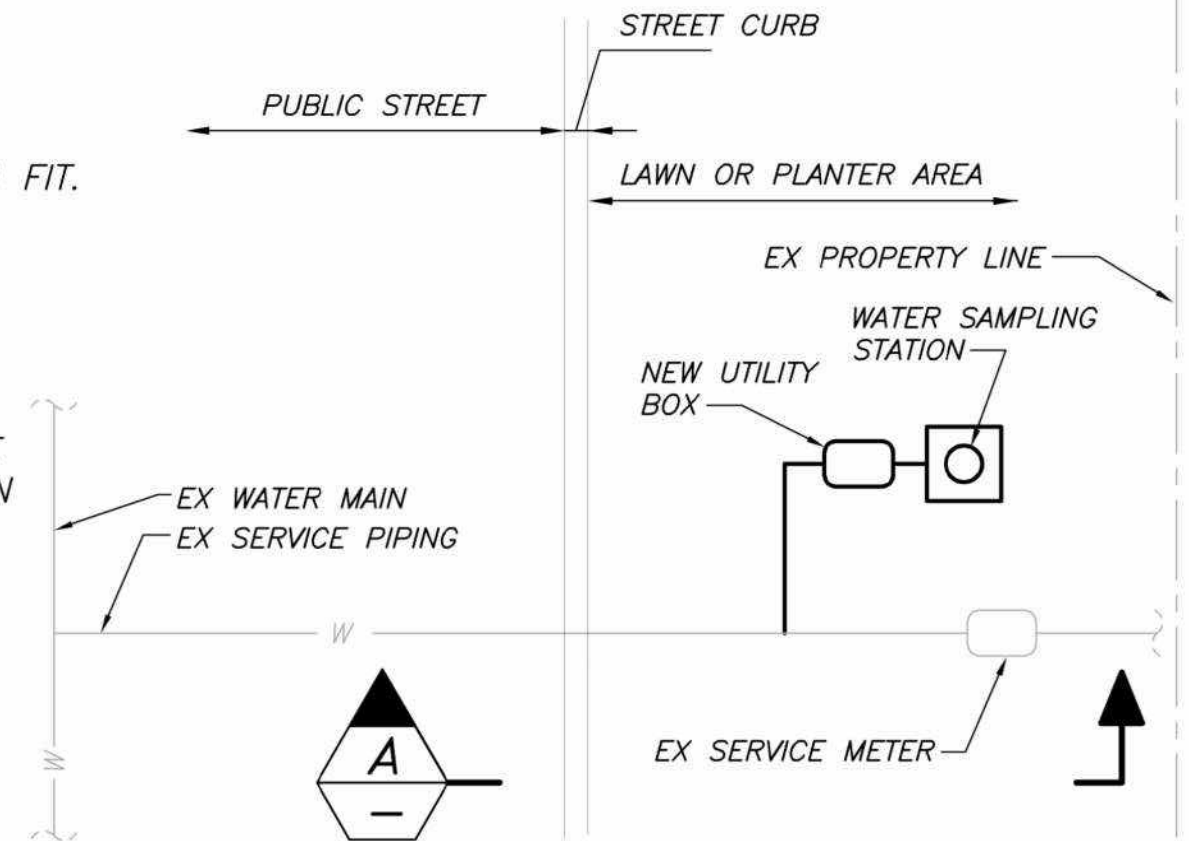 STREET CURB
PUBLIC STREET
FIT.
LAWN OR PLANTER AREA
EX PROPERTY LINE
WATER SAMPLING
STATION
NEW UTILITY
BOX
N
EX WATER MAIN
EX SERVICE PIPING
W
W
A
–
EX SERVICE METER